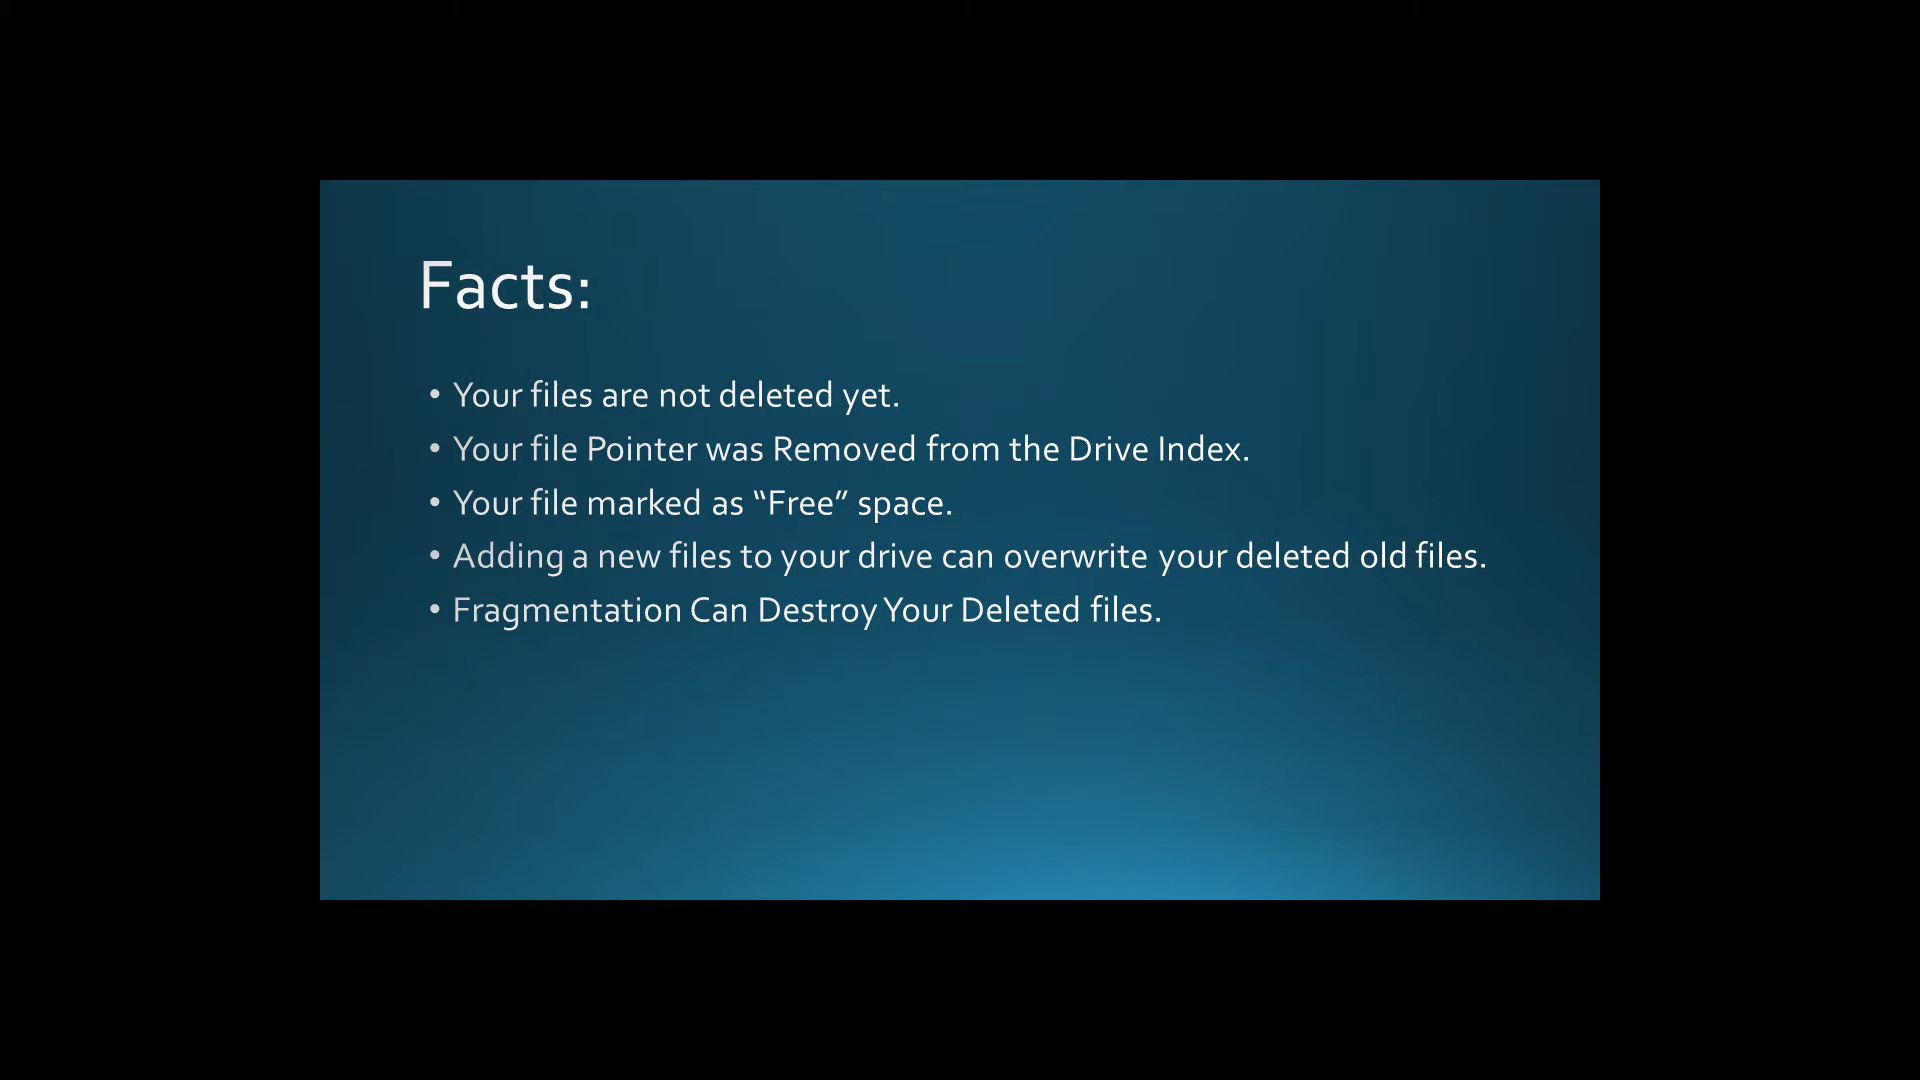 Facts:
• Your files are not deleted yet.
• Your file Pointer was Removed from the Drive Index.
• Your file marked as “Free” space.
• Adding a new files to your drive can overwrite your deleted old files.
• Fragmentation Can Destroy Your Deleted files.